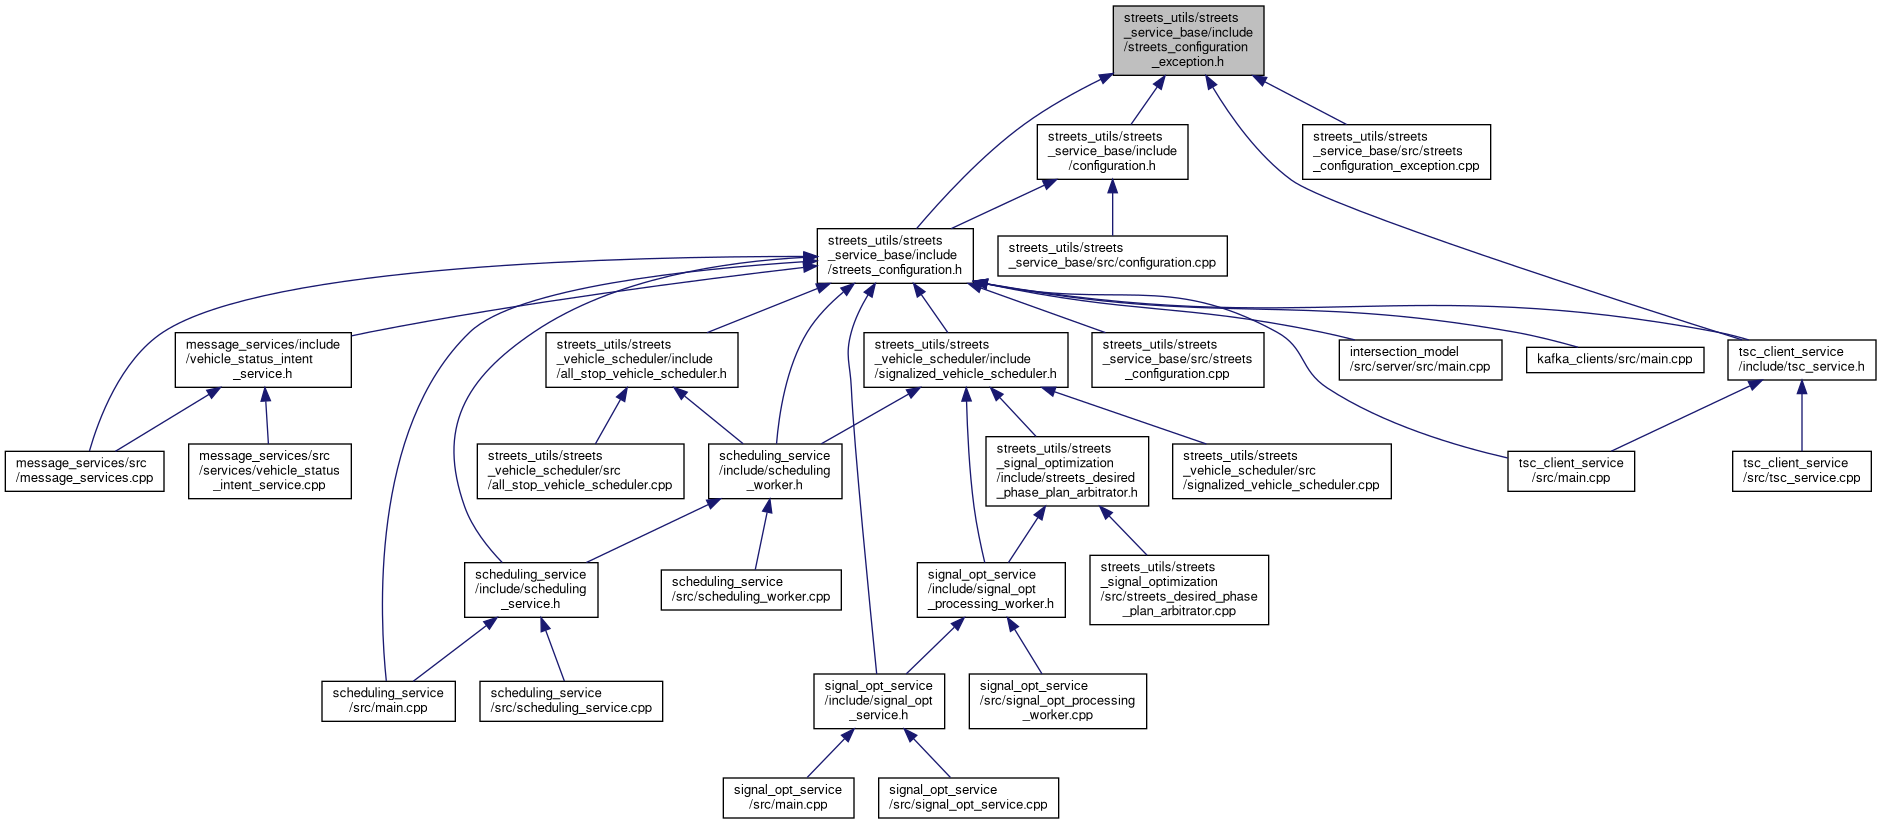 streets_utils/streets
_service_base/include
/streets_configuration
_exception.h
streets_utils/streets
_service_base/include
/configuration.h
streets_utils/streets
_service_base/src/streets
_configuration_exception.cpp
streets_utils/streets
_service_base/include
/streets_configuration.h
streets_utils/streets
_service_base/src/configuration.cpp
message_services/include
/vehicle_status_intent
_service.h
streets_utils/streets
_vehicle_scheduler/include
/all_stop_vehicle_scheduler.h
streets_utils/streets
_vehicle_scheduler/include
/signalized_vehicle_scheduler.h
streets_utils/streets
_service_base/src/streets
_configuration.cpp
intersection_model
/src/server/src/main.cpp
kafka_clients/src/main.cpp
tsc_client_service
/include/tsc_service.h
message_services/src
/message_services.cpp
message_services/src
/services/vehicle_status
_intent_service.cpp
streets_utils/streets
_vehicle_scheduler/src
/all_stop_vehicle_scheduler.cpp
scheduling_service
/include/scheduling
_worker.h
streets_utils/streets
_signal_optimization
/include/streets_desired
_phase_plan_arbitrator.h
streets_utils/streets
_vehicle_scheduler/src
/signalized_vehicle_scheduler.cpp
tsc_client_service
/src/main.cpp
tsc_client_service
/src/tsc_service.cpp
scheduling_service
/include/scheduling
_service.h
scheduling_service
/src/scheduling_worker.cpp
signal_opt_service
/include/signal_opt
_processing_worker.h
streets_utils/streets
_signal_optimization
/src/streets_desired_phase
_plan_arbitrator.cpp
scheduling_service
/src/main.cpp
scheduling_service
/src/scheduling_service.cpp
signal_opt_service
/include/signal_opt
_service.h
signal_opt_service
/src/signal_opt_processing
_worker.cpp
signal_opt_service
/src/main.cpp
signal_opt_service
/src/signal_opt_service.cpp